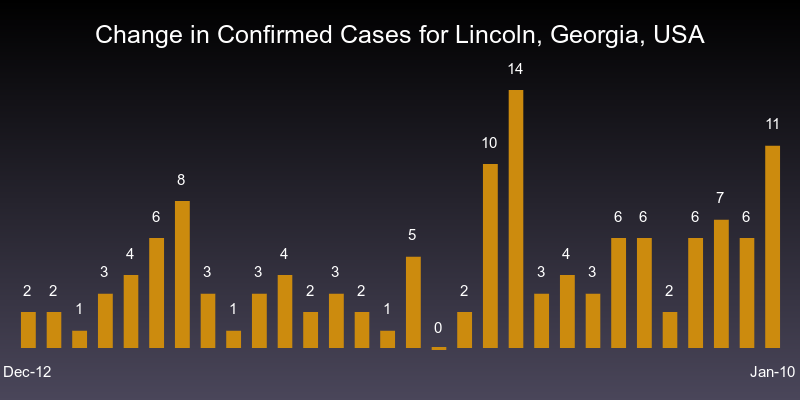 Change in Confirmed Cases for Lincoln, Georgia, USA
2 2 1 3 4 6 8 3 1 3 4 2 3 2 1 5 0 2 10 14 3 4 3 6 6 2 6 7 6 11
Dec-12 Jan-10